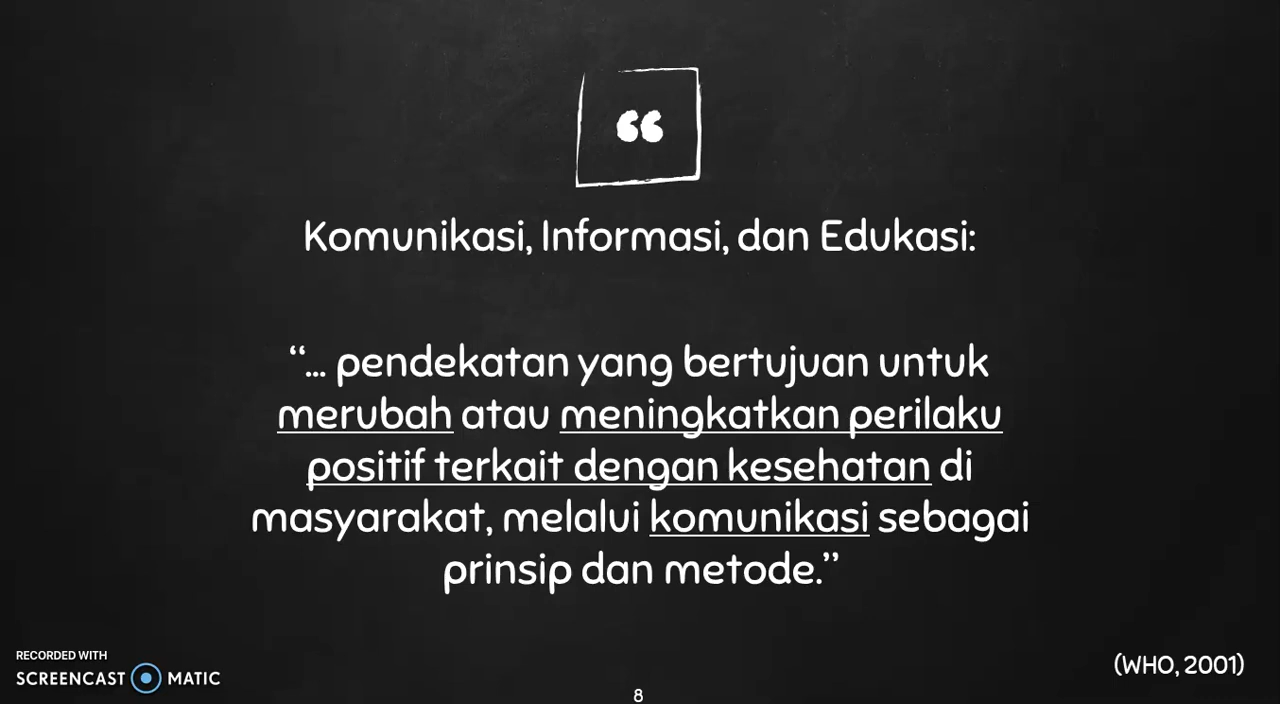 “
Komunikasi, Informasi, dan Edukasi:
“... pendekatan yang bertujuan untuk
merubah atau meningkatkan perilaku
positif terkait dengan kesehatan di
masyarakat, melalui komunikasi sebagai
prinsip dan metode.”
(WHO, 2001)
RECORDED WITH
SCREENCAST MATIC
8